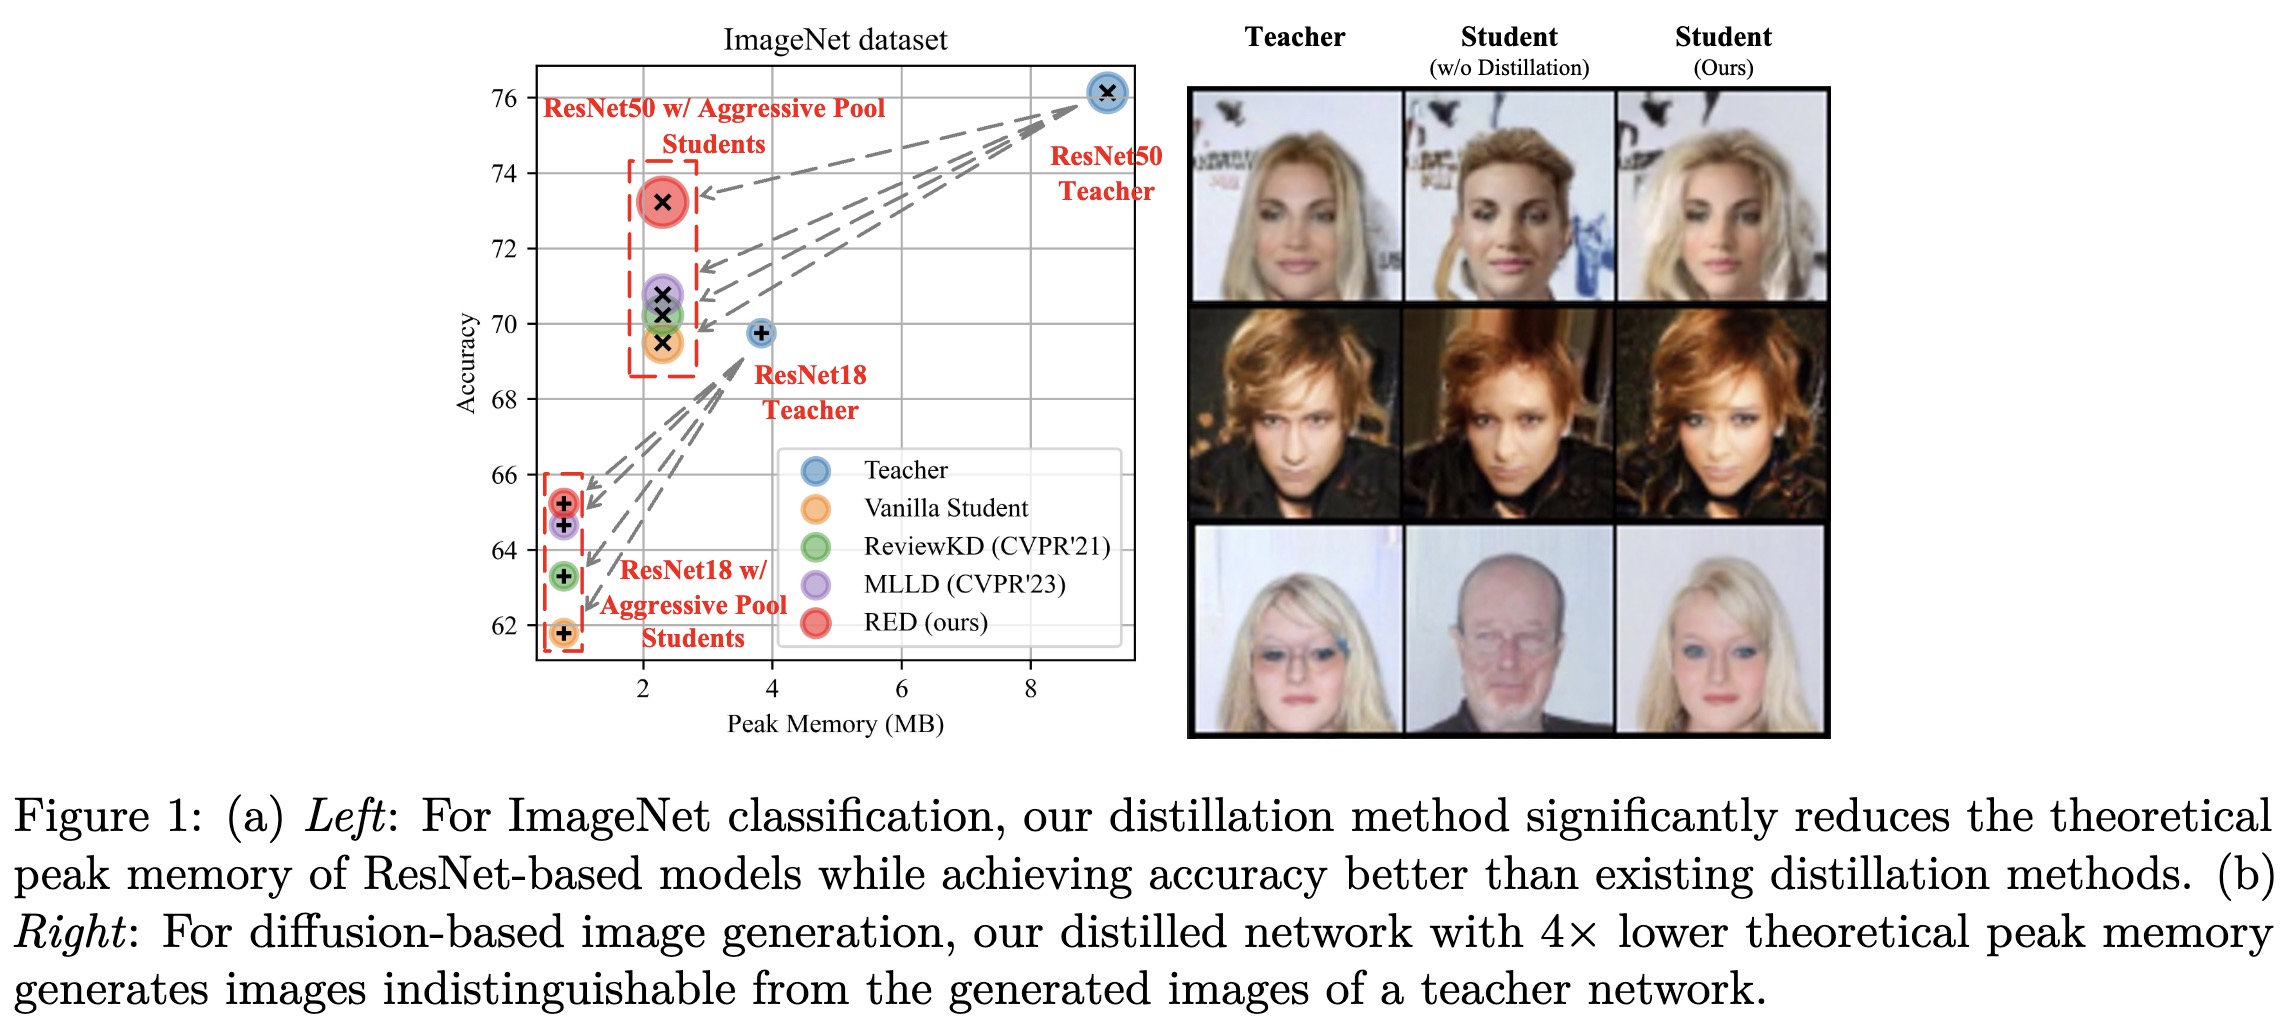 ImageNet dataset
76
74
72
70
68
66
64
62
Accuracy
ResNet50 w/ Aggressive Pool
Students
ResNet50
Teacher
ResNet18
Teacher
ResNet18 w/
Aggressive Pool
Students
Teacher
Vanilla Student
ReviewKD (CVPR'21)
MLLD (CVPR'23)
RED (ours)
2 4 6 8
Peak Memory (MB)
Teacher
Student
(w/o Distillation)
Student
(Ours)
Figure 1: (a) Left: For ImageNet classification, our distillation method significantly reduces the theoretical
peak memory of ResNet-based models while achieving accuracy better than existing distillation methods. (b)
Right: For diffusion-based image generation, our distilled network with 4× lower theoretical peak memory
generates images indistinguishable from the generated images of a teacher network.